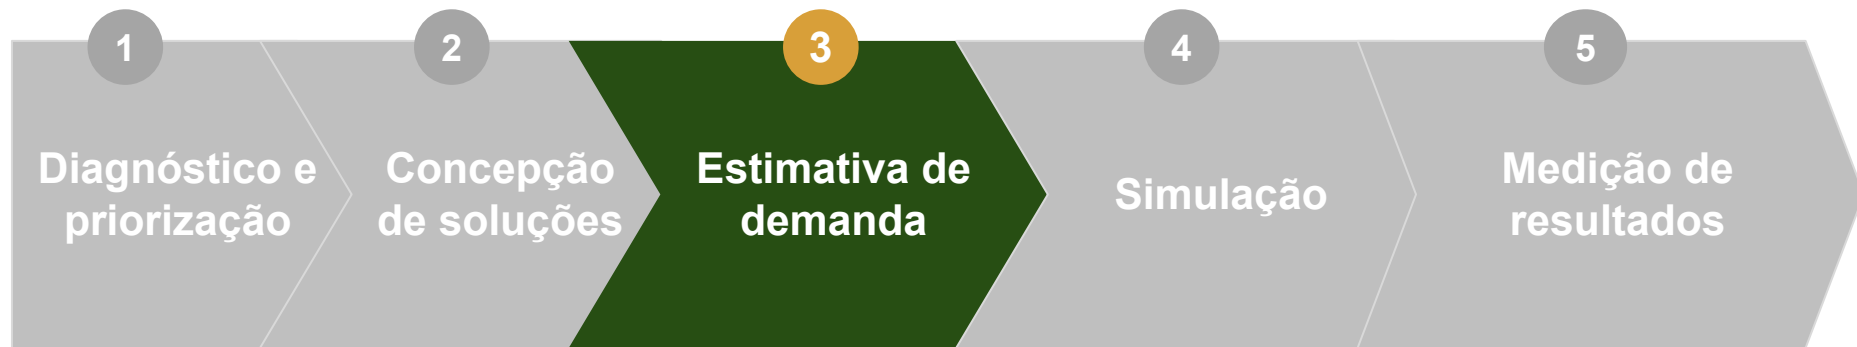 1
Diagnóstico e
priorização
2
Concepção
de soluções
3
Estimativa de
demanda
4
Simulação
5
Medição de
resultados